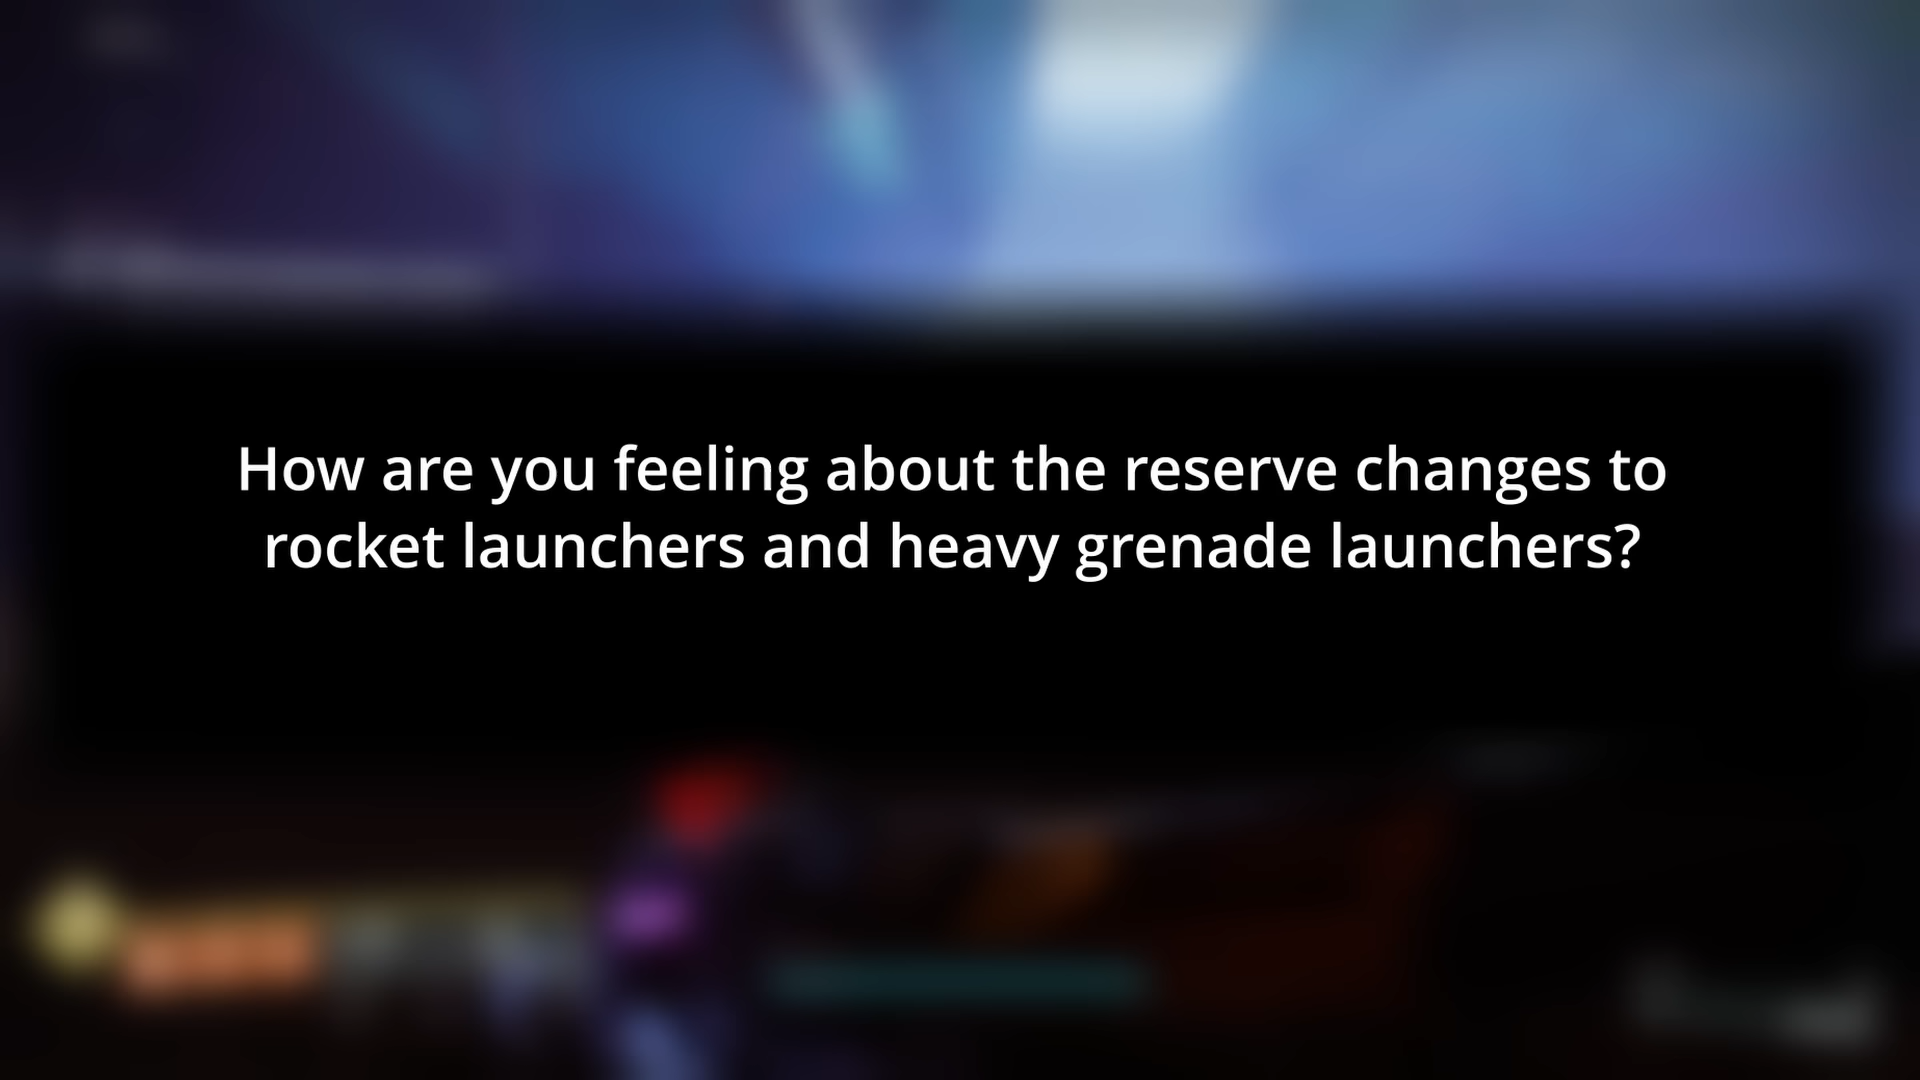 How are you feeling about the reserve changes to
rocket launchers and heavy grenade launchers?